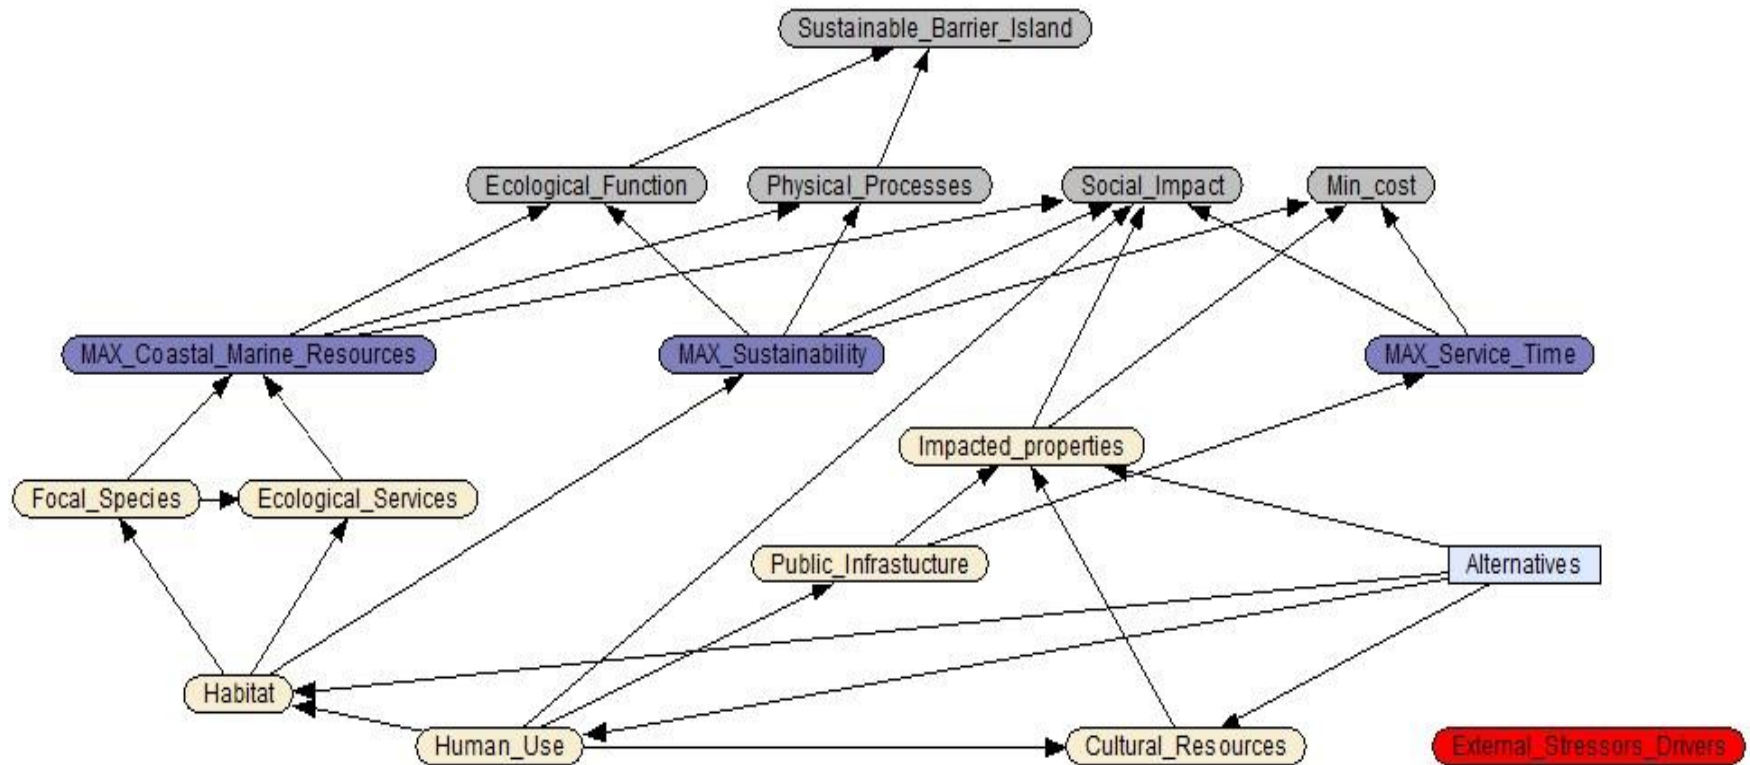 Sustainable_Barrier_Island
Ecological_Function
Physical_Processes
Social_Impact
Min_cost
MAX_Coastal_Marine_Resources
MAX_Sustainability
MAX_Service_Time
Impacted_properties
Focal_Species
Ecological_Services
Public_Infrastucture
Alternatives
Habitat
Human_Use
Cultural_Resources
External_Stressors_Drivers